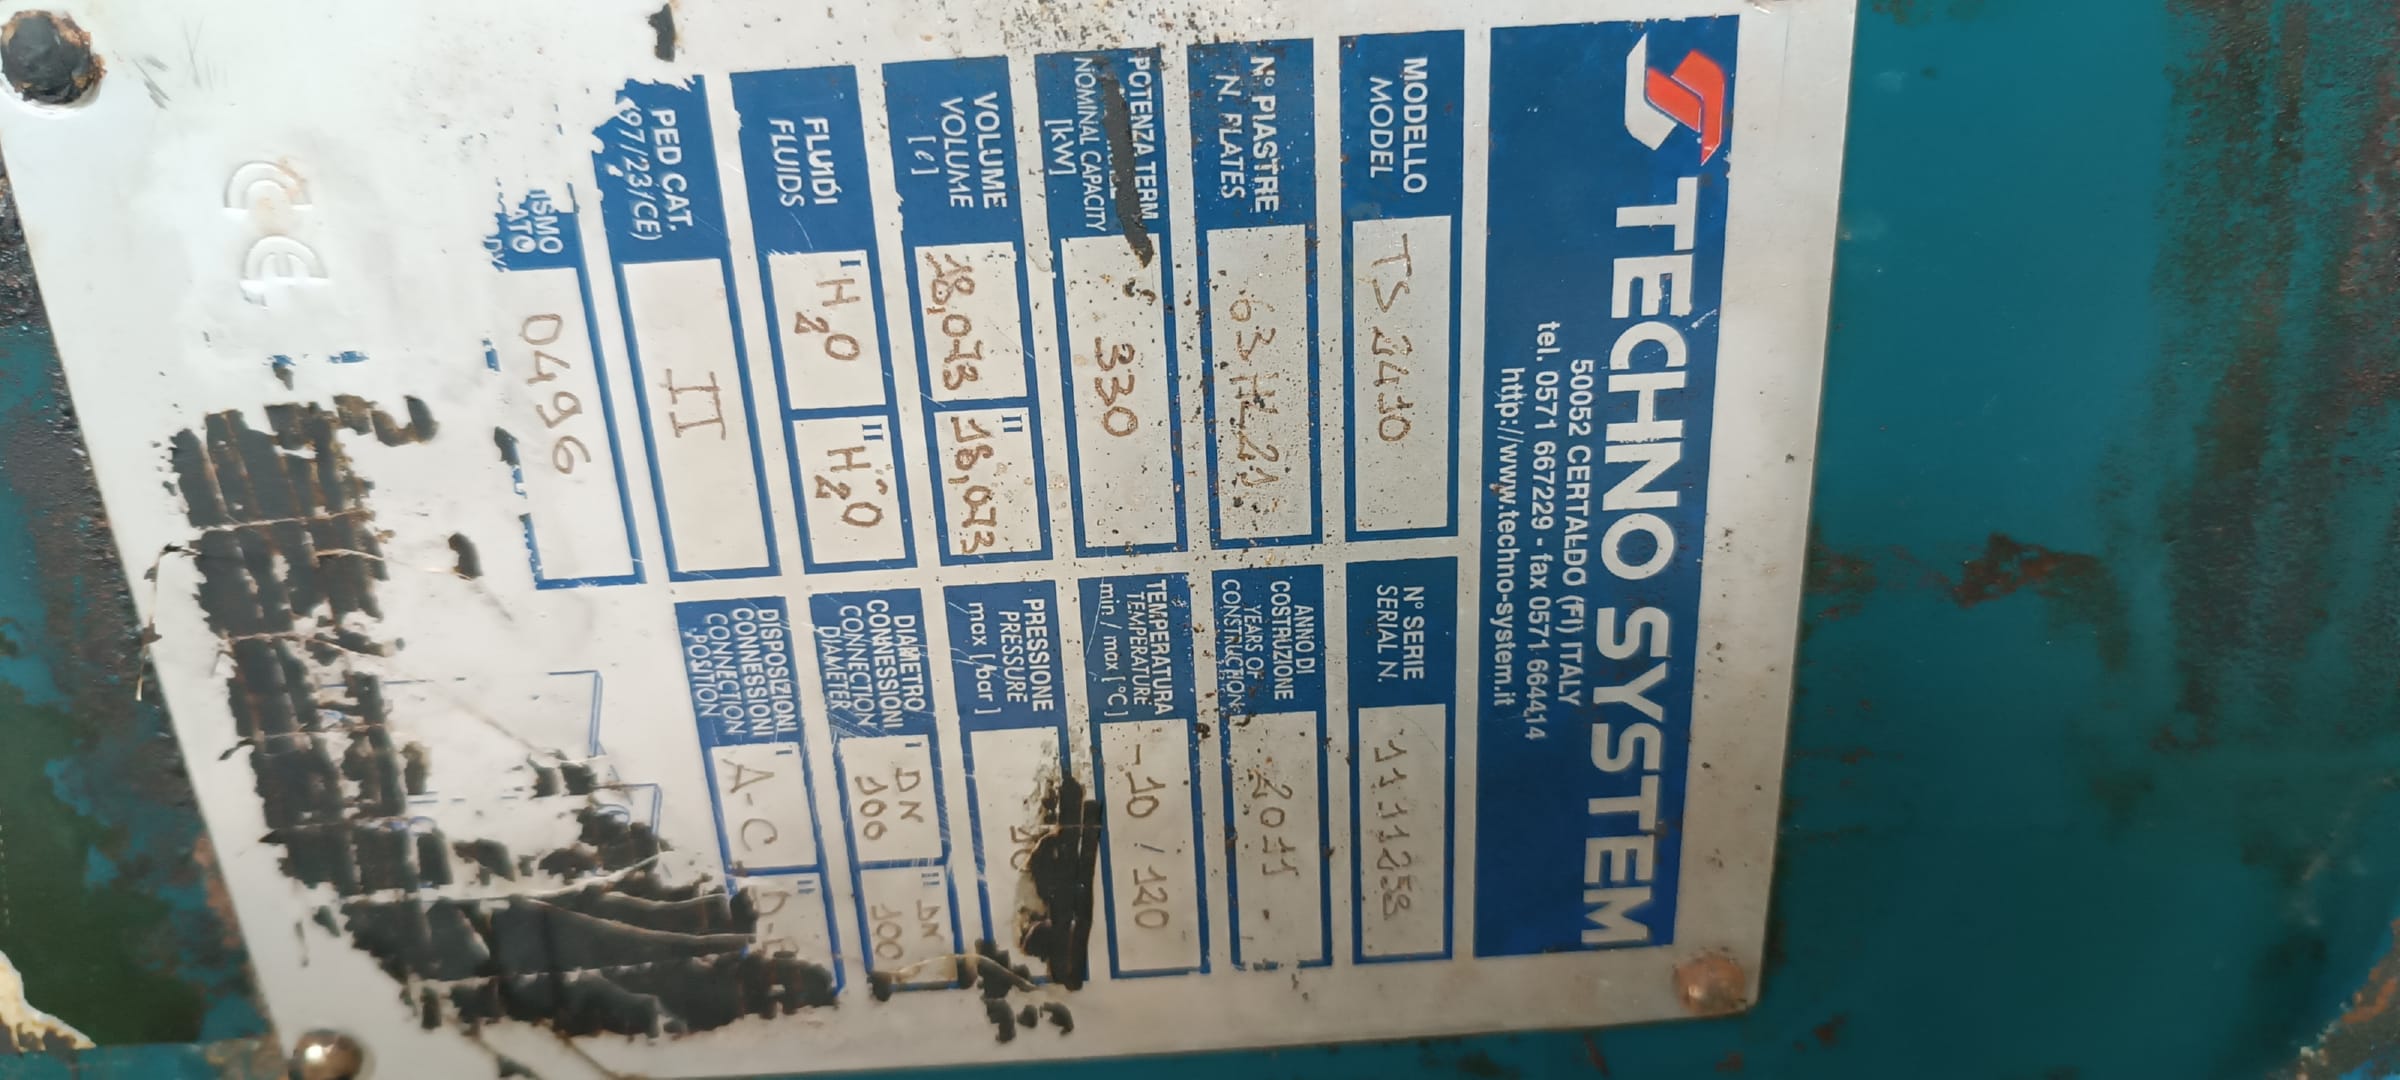 TECHNO SYSTEM
50052 CERTALDO (FI) ITALY
tel. 0571 667229 - fax 0571 664414
http://www.techno-system.it
MODELLO
MODEL
TS 2410
N° SERIE
SERIAL N.
1111258
N° PIASTRE
N. PLATES
63
ANNO DI
COSTRUZIONE
YEARS OF
CONSTRUCTION
2011
POTENZA
NOMINAL CAPACITY
[kW]
330
TEMPERATURA
TEMPERATURE
min / max [°C]
-10 / 120
VOLUME
VOLUME
[ℓ]
18,073
II
18,073
PRESSIONE
PRESSURE
max [bar]
FLUIDI
FLUIDS
I
H2O
II
H2O
DIAMETRO
CONNESSIONI
CONNECTION
DIAMETER
I
DN
100
II
DN
100
PED CAT.
(97/23/CE)
II
DISPOSIZIONI
CONNESSIONI
CONNECTION
POSITION
I
A-C
II
0496
CE